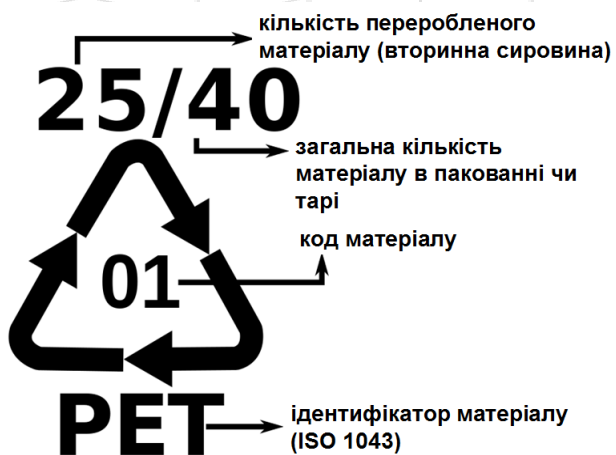 кількість переробленого
матеріалу (вторинна сировина)
25/40
загальна кількість
матеріалу в пакованні чи
тарі
код матеріалу
01
PET
ідентифікатор матеріалу
(ISO 1043)